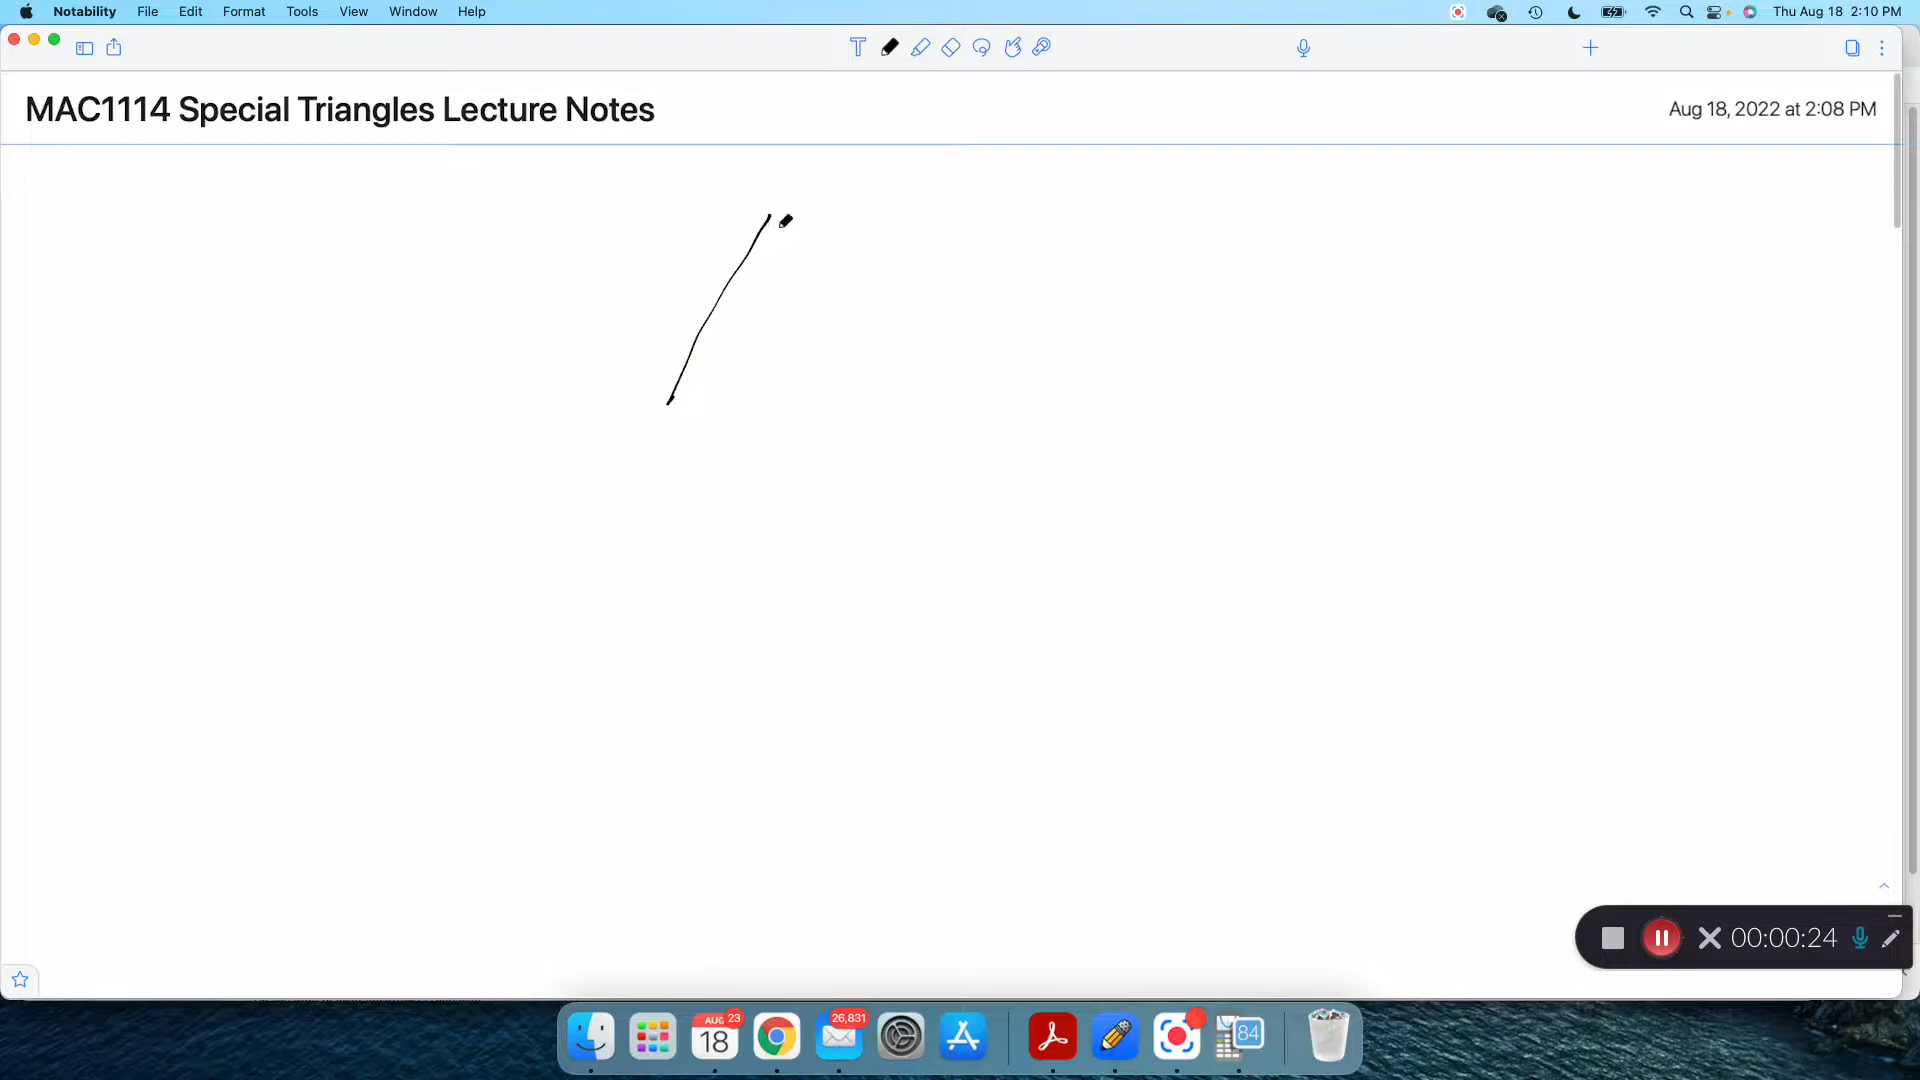 Notability File Edit Format Tools View Window Help Thu Aug 18 2:10 PM
MAC1114 Special Triangles Lecture Notes
Aug 18, 2022 at 2:08 PM
00:00:24
AUG 23
18
26,831
84